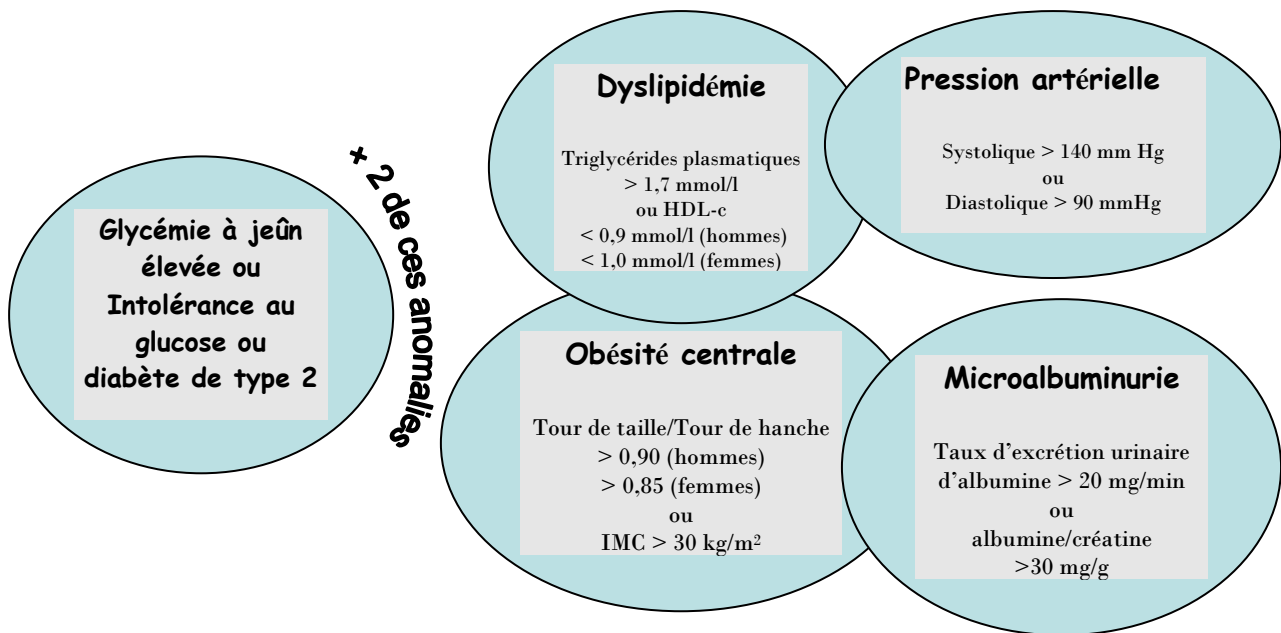 Glycémie à jeûn
élevée ou
Intolérance au
glucose ou
diabète de type 2
+ 2 de ces anomalies
Dyslipidémie
Triglycérides plasmatiques
> 1,7 mmol/l
ou HDL-c
< 0,9 mmol/l (hommes)
< 1,0 mmol/l (femmes)
Pression artérielle
Systolique > 140 mm Hg
ou
Diastolique > 90 mmHg
Obésité centrale
Tour de taille/Tour de hanche
> 0,90 (hommes)
> 0,85 (femmes)
ou
IMC > 30 kg/m²
Microalbuminurie
Taux d'excrétion urinaire
d'albumine > 20 mg/min
ou
albumine/créatine
>30 mg/g